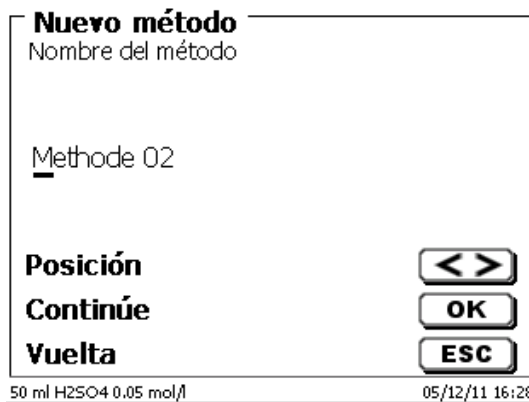 Nuevo método
Nombre del método
Methode 02
Posición < >
Continúe OK
Vuelta ESC
50 ml H2SO4 0.05 mol/l 05/12/11 16:28